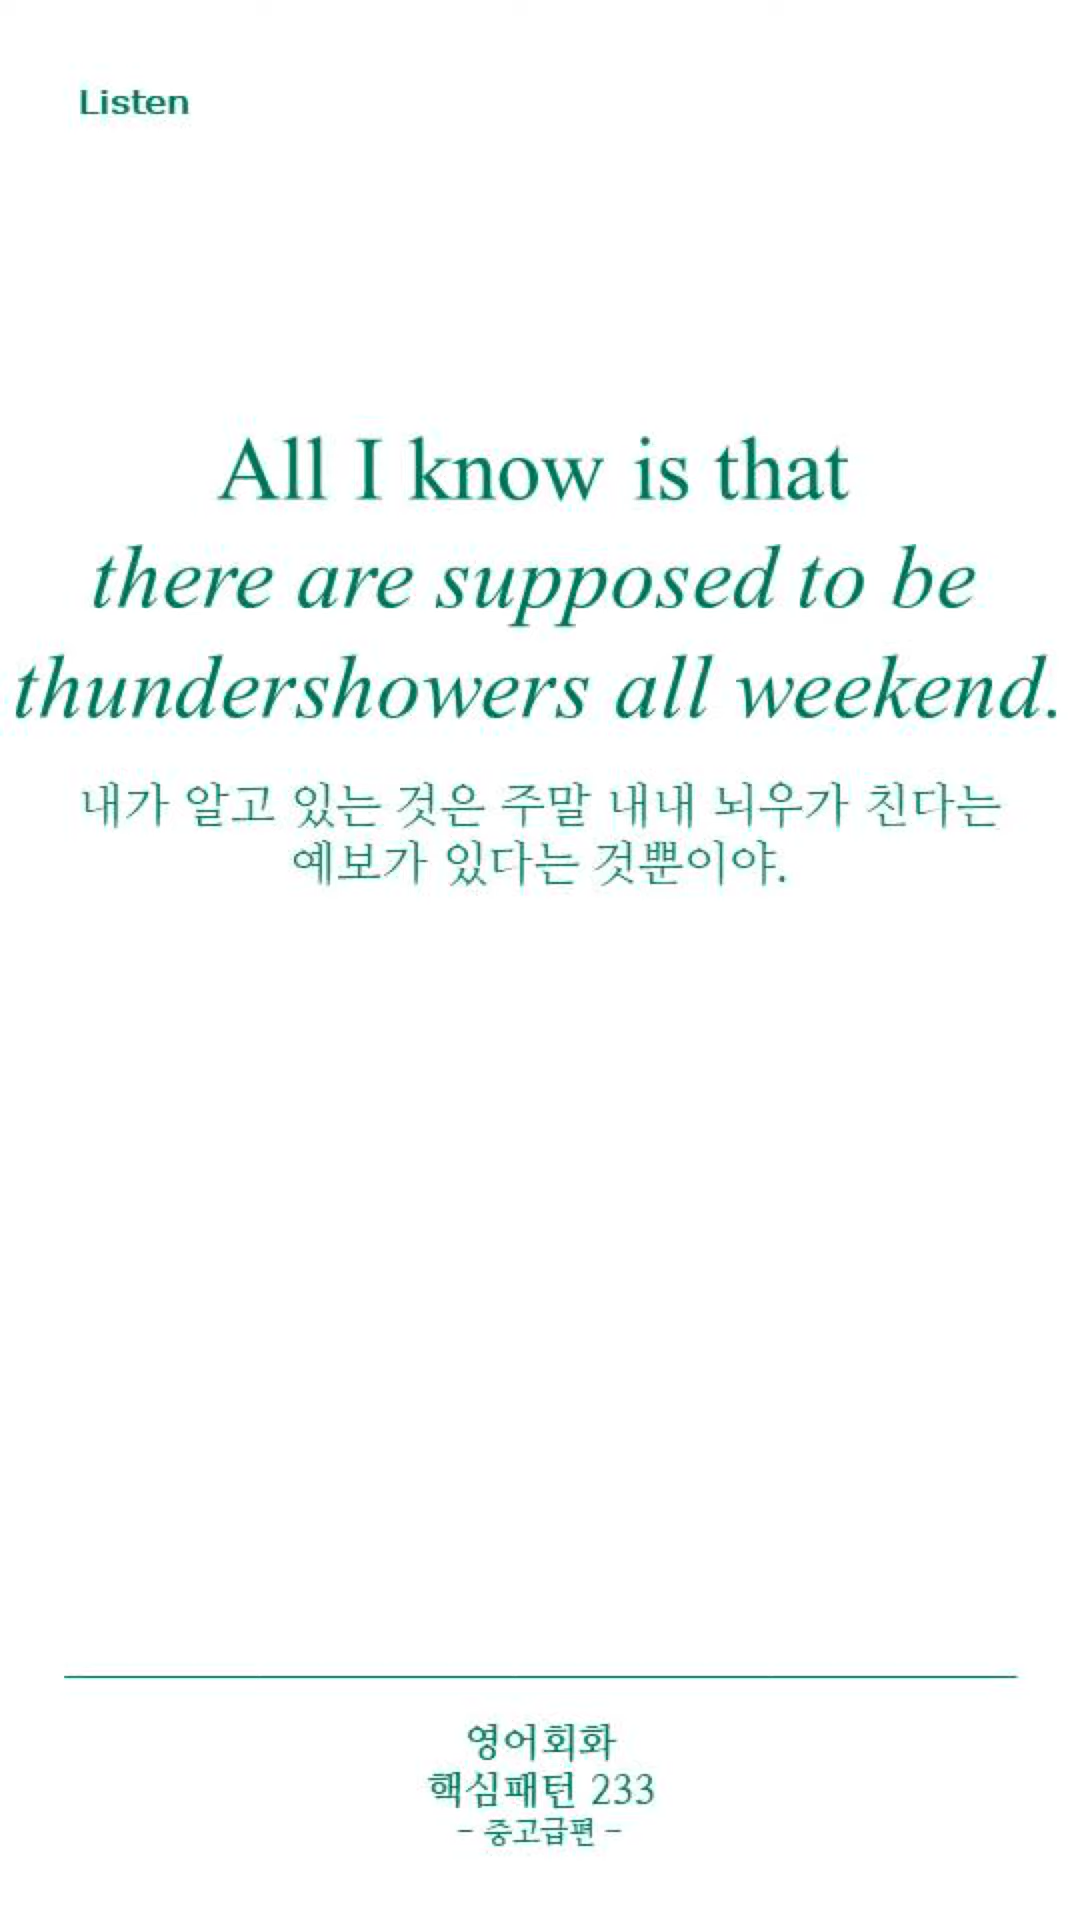 Listen
All I know is that
there are supposed to be
thundershowers all weekend.
내가 알고 있는 것은 주말 내내 뇌우가 친다는
예보가 있다는 것뿐이야.
영어회화
핵심패턴 233
- 중고급편 -